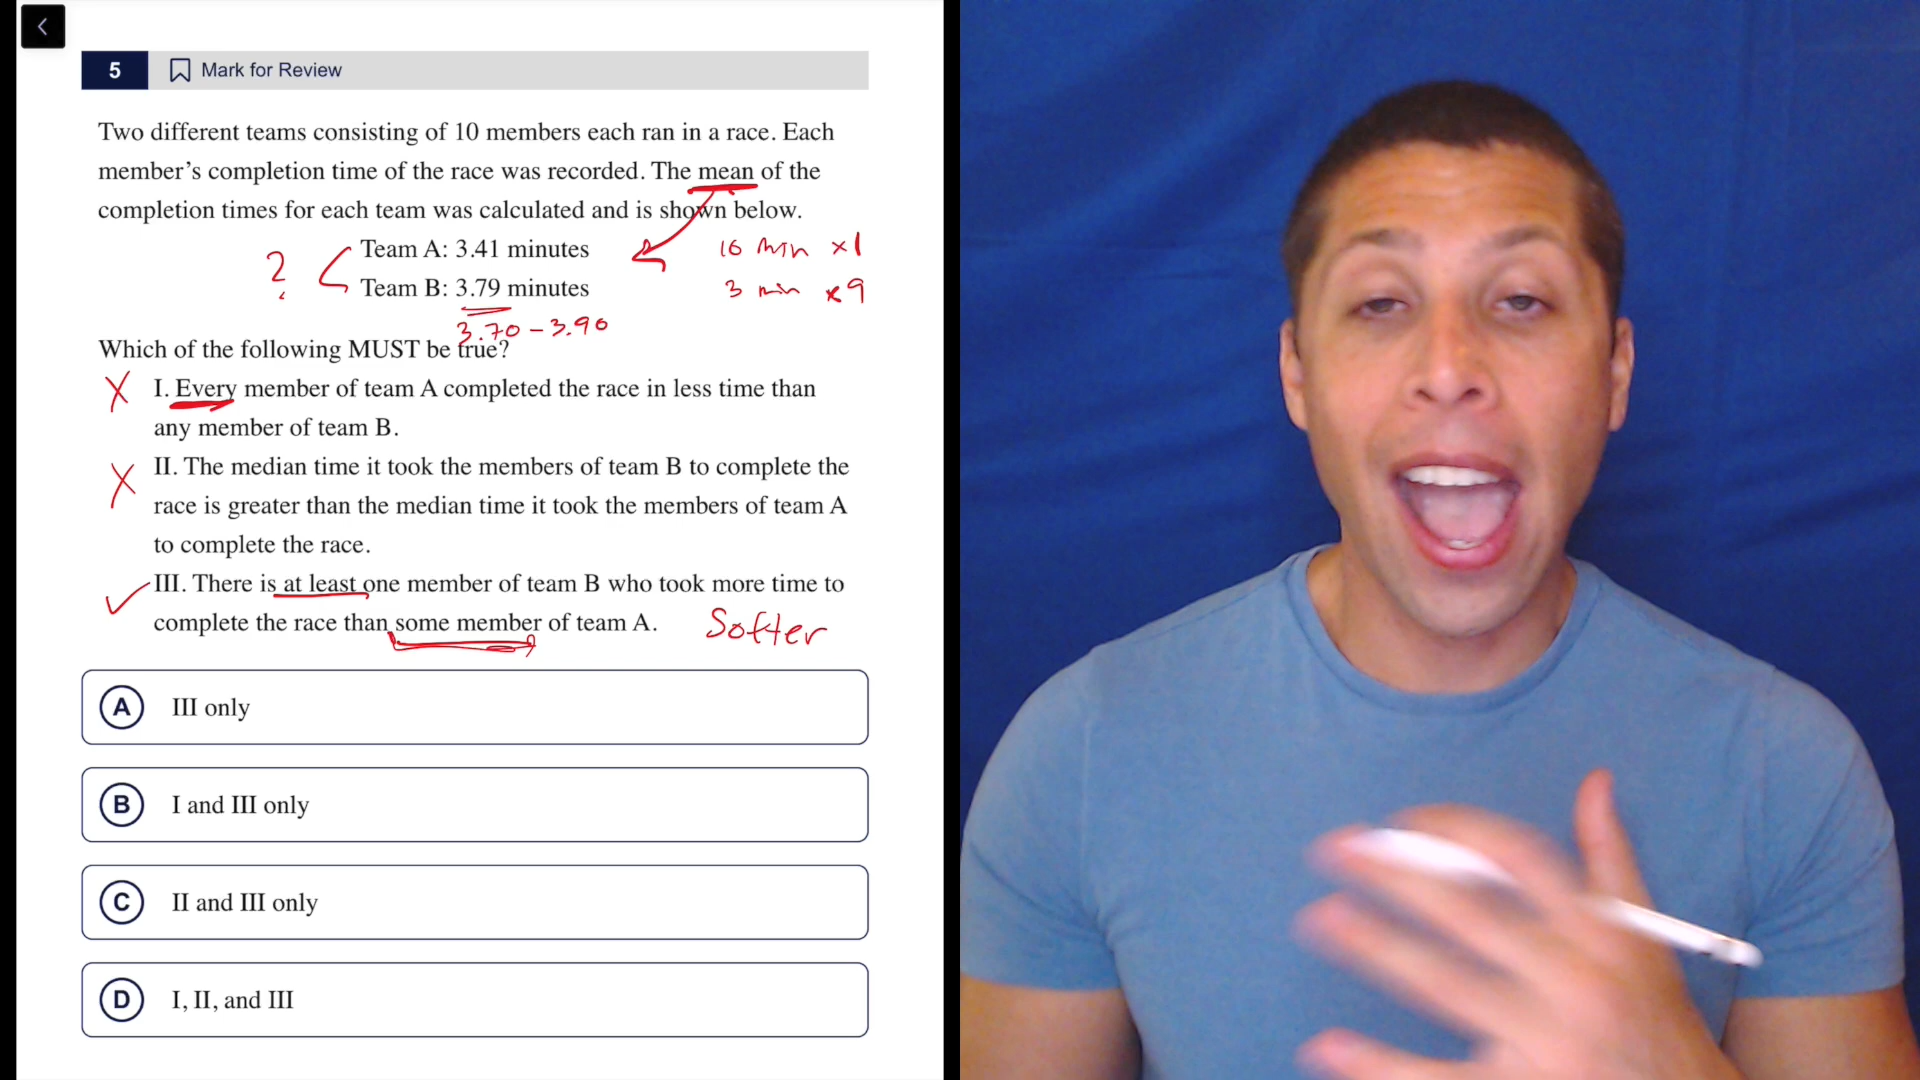 5 Mark for Review
Two different teams consisting of 10 members each ran in a race. Each
member's completion time of the race was recorded. The mean of the
completion times for each team was calculated and is shown below.
? Team A: 3.41 minutes 10 min x1
Team B: 3.79 minutes 3 min x9
3.70 - 3.90
Which of the following MUST be true?
X I. Every member of team A completed the race in less time than
any member of team B.
X II. The median time it took the members of team B to complete the
race is greater than the median time it took the members of team A
to complete the race.
III. There is at least one member of team B who took more time to
complete the race than some member of team A. Softer
A III only
B I and III only
C II and III only
D I, II, and III